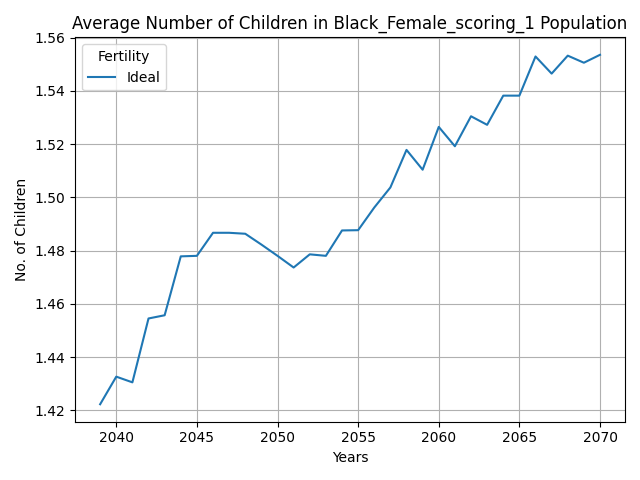 Average Number of Children in Black_Female_scoring_1 Population
Fertility
Ideal
No. of Children
1.56
1.54
1.52
1.50
1.48
1.46
1.44
1.42
2040 2045 2050 2055 2060 2065 2070
Years